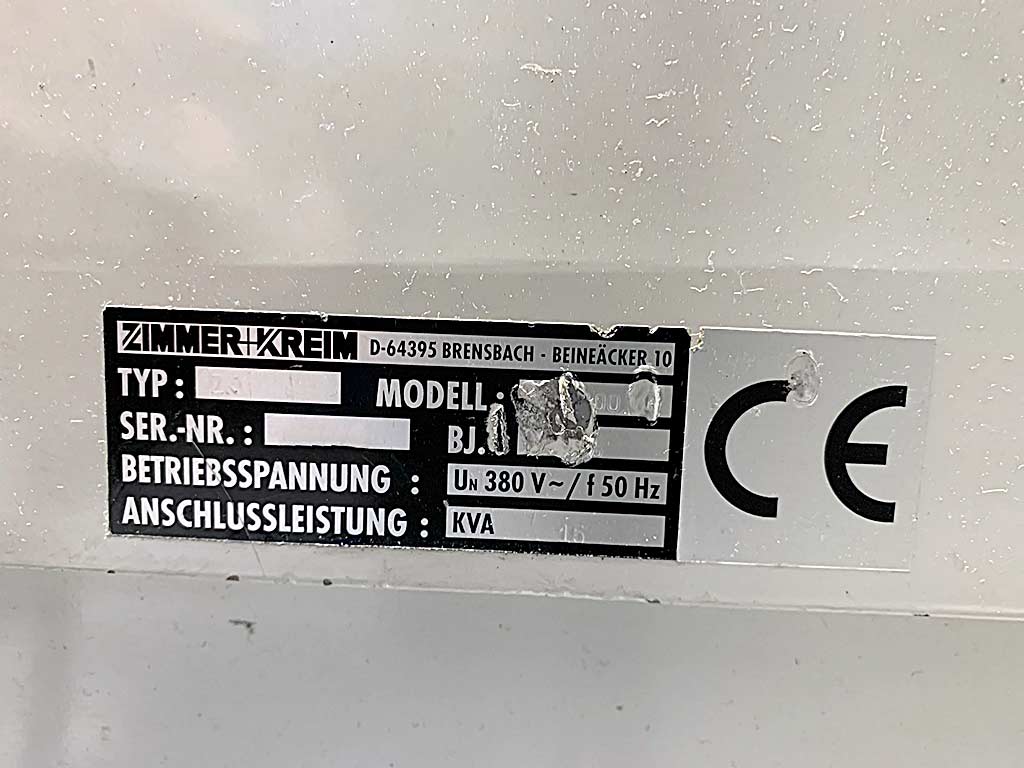 ZIMMER+KREIM D-64395 BRENSBACH - BEINEÄCKER 10
TYP : MODELL :
SER.-NR. : BJ.
BETRIEBSSPANNUNG : UN 380 V~/ f 50 Hz
ANSCHLUSSLEISTUNG : KVA 16
CE